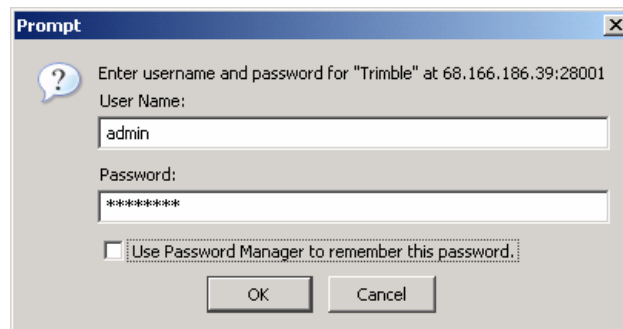 Prompt
Enter username and password for "Trimble" at 68.166.186.39:28001
User Name:
admin
Password:
********
Use Password Manager to remember this password.
OK
Cancel